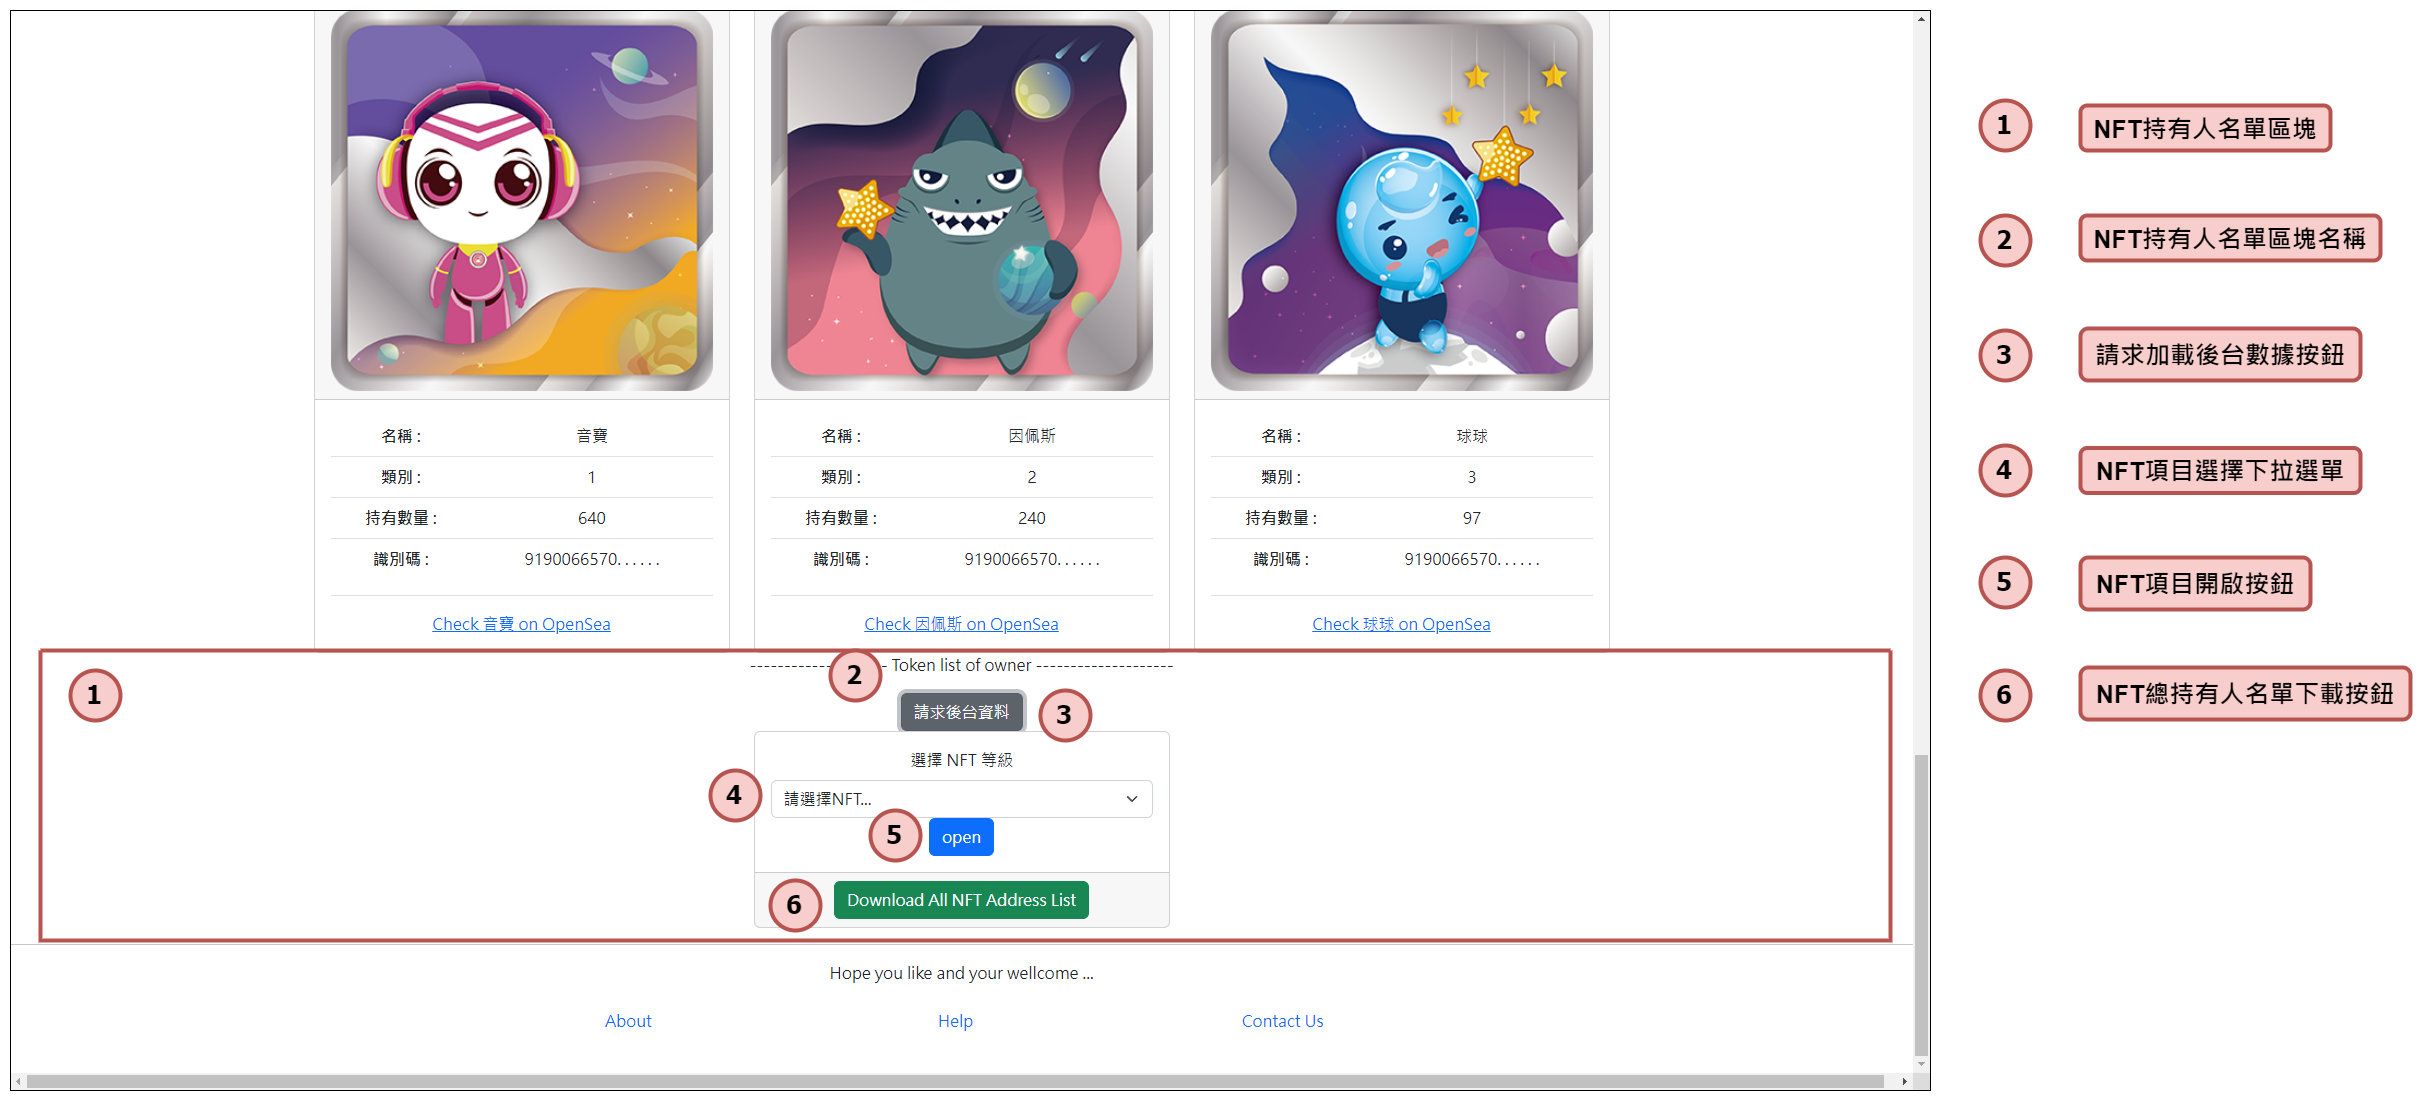 名稱 : 音寶
類別 : 1
持有數量 : 640
識別碼 : 9190066570......
Check 音寶 on OpenSea
名稱 : 因佩斯
類別 : 2
持有數量 : 240
識別碼 : 9190066570......
Check 因佩斯 on OpenSea
名稱 : 球球
類別 : 3
持有數量 : 97
識別碼 : 9190066570......
Check 球球 on OpenSea
1
2
-------------------- Token list of owner --------------------
請求後台資料
3
選擇 NFT 等級
4
請選擇NFT...
5
open
6
Download All NFT Address List
Hope you like and your wellcome ...
About
Help
Contact Us
1 NFT持有人名單區塊
2 NFT持有人名單區塊名稱
3 請求加載後台數據按鈕
4 NFT項目選擇下拉選單
5 NFT項目開啟按鈕
6 NFT總持有人名單下載按鈕